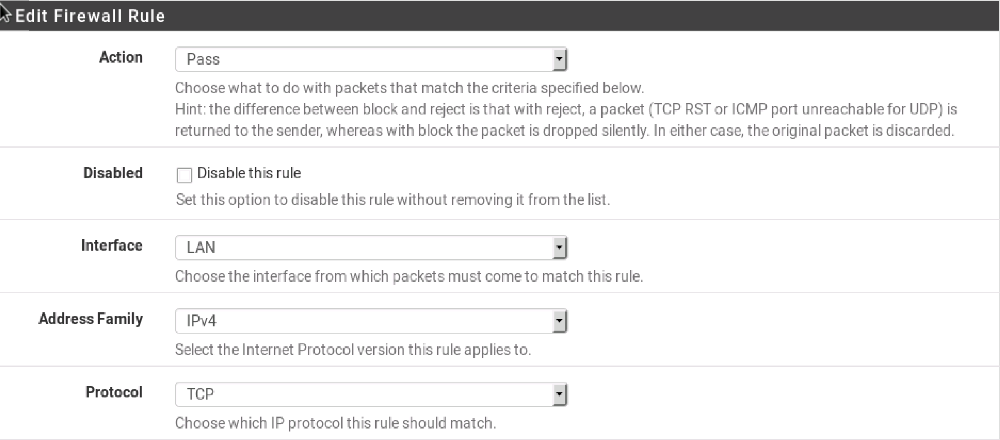 Edit Firewall Rule
Action
Pass
Choose what to do with packets that match the criteria specified below.
Hint: the difference between block and reject is that with reject, a packet (TCP RST or ICMP port unreachable for UDP) is
returned to the sender, whereas with block the packet is dropped silently. In either case, the original packet is discarded.
Disabled
Disable this rule
Set this option to disable this rule without removing it from the list.
Interface
LAN
Choose the interface from which packets must come to match this rule.
Address Family
IPv4
Select the Internet Protocol version this rule applies to.
Protocol
TCP
Choose which IP protocol this rule should match.